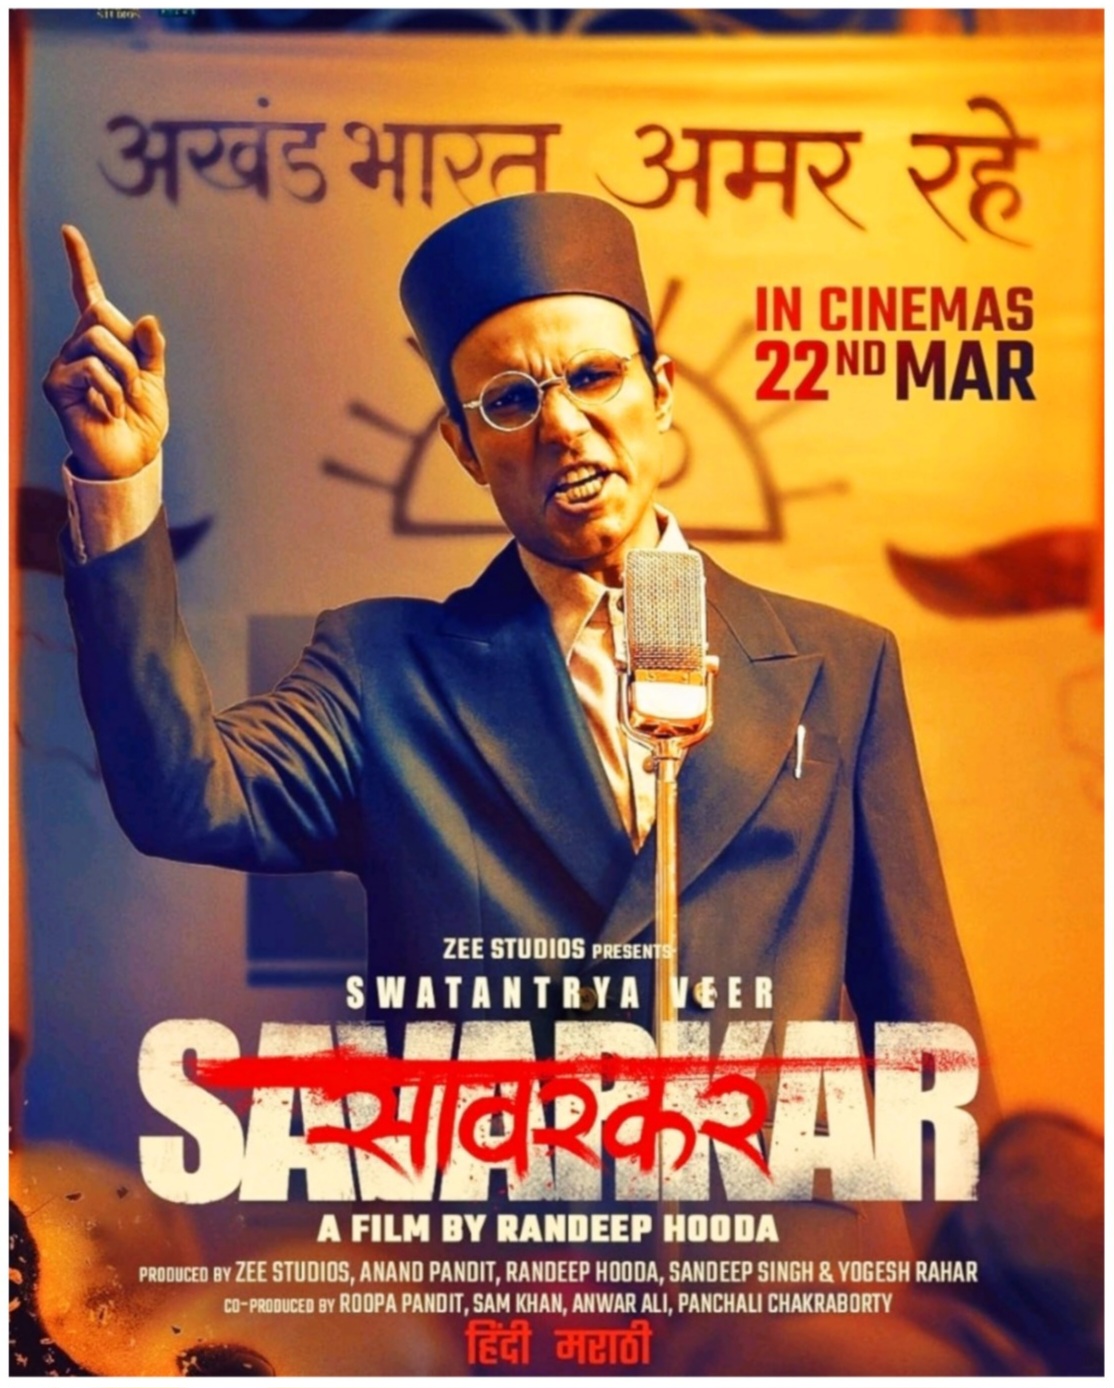 STUDIOS
अखंड भारत अमर रहे
IN CINEMAS
22ND MAR
ZEE STUDIOS PRESENTS
SWATANTRYA VEER
SAVARKAR
सावरकर
A FILM BY RANDEEP HOODA
PRODUCED BY ZEE STUDIOS, ANAND PANDIT, RANDEEP HOODA, SANDEEP SINGH & YOGESH RAHAR
CO-PRODUCED BY ROOPA PANDIT, SAM KHAN, ANWAR ALI, PANCHALI CHAKRABORTY
हिंदी मराठी